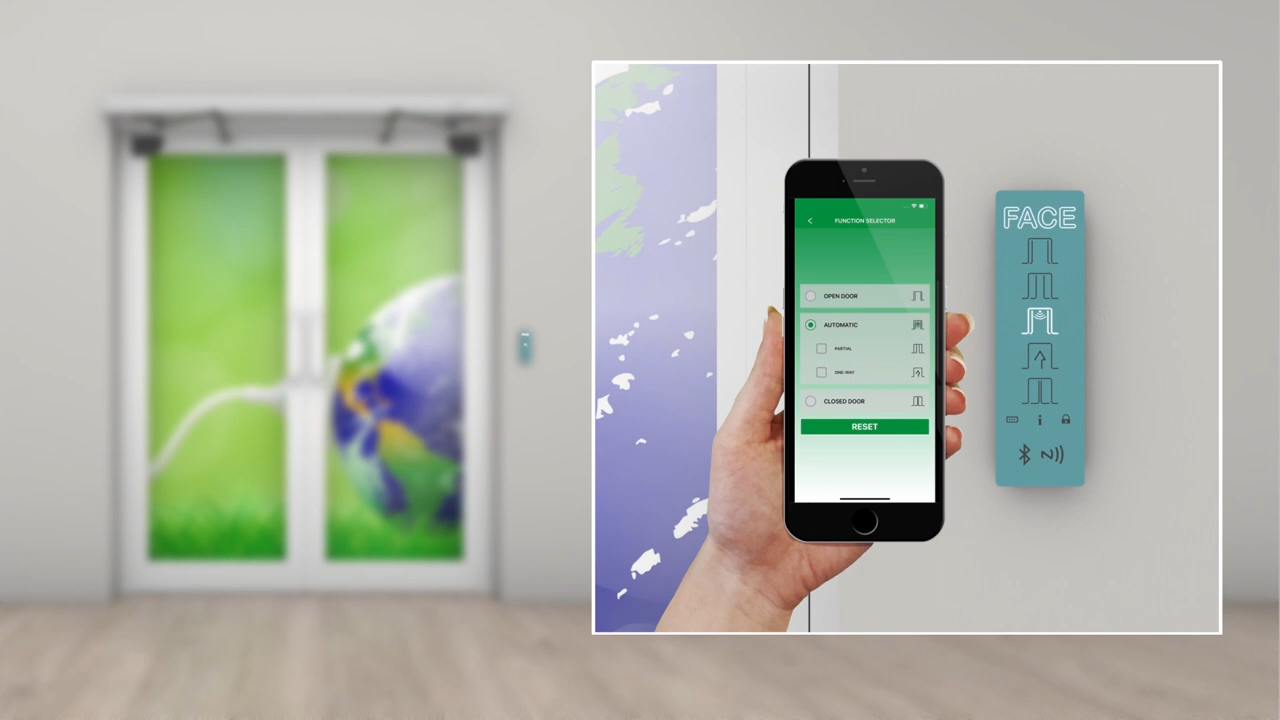 FUNCTION SELECTOR
OPEN DOOR
AUTOMATIC
PARTIAL
ONE-WAY
CLOSED DOOR
RESET
FACE